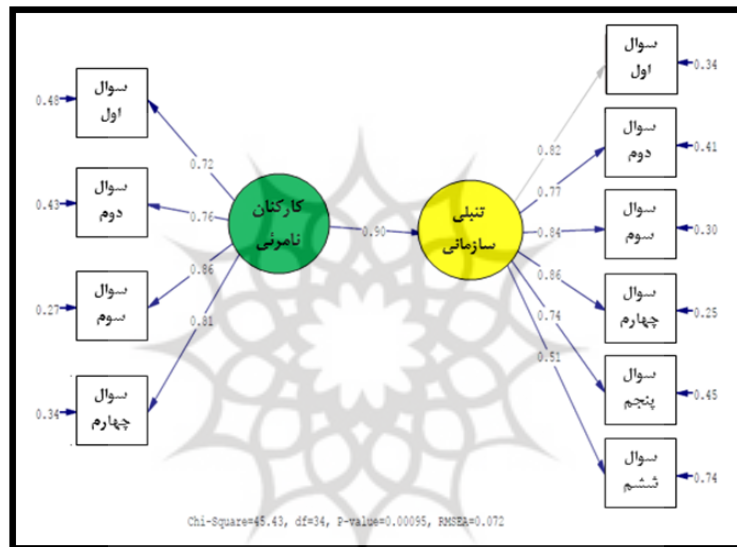 سوال
اول
0.48
سوال
دوم
0.43
سوال
سوم
0.27
سوال
چهارم
0.34
0.72
0.76
0.86
0.81
کارکنان
نامرئی
0.90
تنبلی
سازمانی
0.82
0.77
0.84
0.86
0.74
0.51
سوال
اول
0.34
سوال
دوم
0.41
سوال
سوم
0.30
سوال
چهارم
0.25
سوال
پنجم
0.45
سوال
ششم
0.74
Chi-Square=45.43, df=34, P-value=0.00095, RMSEA=0.072